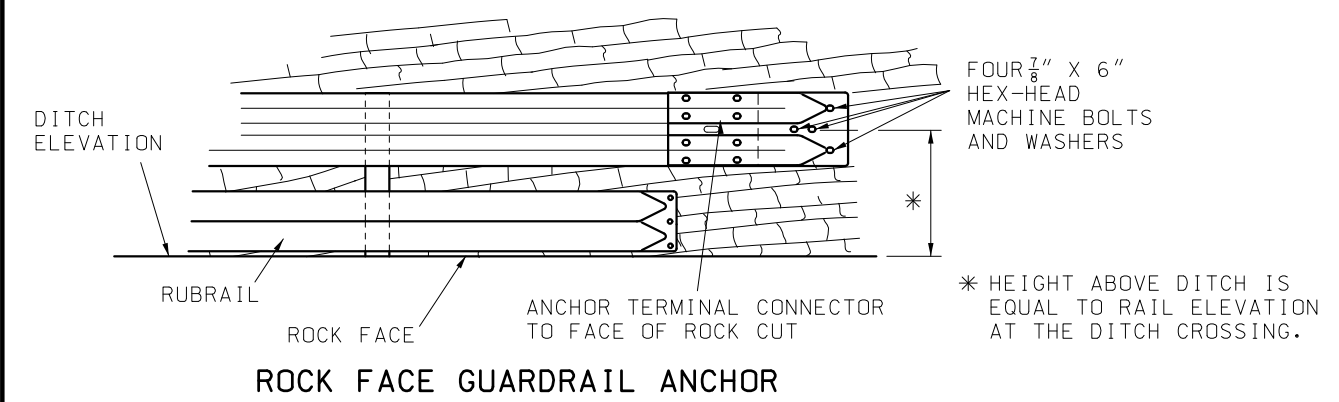 DITCH
ELEVATION
FOUR 7/8" X 6"
HEX-HEAD
MACHINE BOLTS
AND WASHERS
*
RUBRAIL
ROCK FACE
ANCHOR TERMINAL CONNECTOR
TO FACE OF ROCK CUT
* HEIGHT ABOVE DITCH IS
EQUAL TO RAIL ELEVATION
AT THE DITCH CROSSING.
ROCK FACE GUARDRAIL ANCHOR